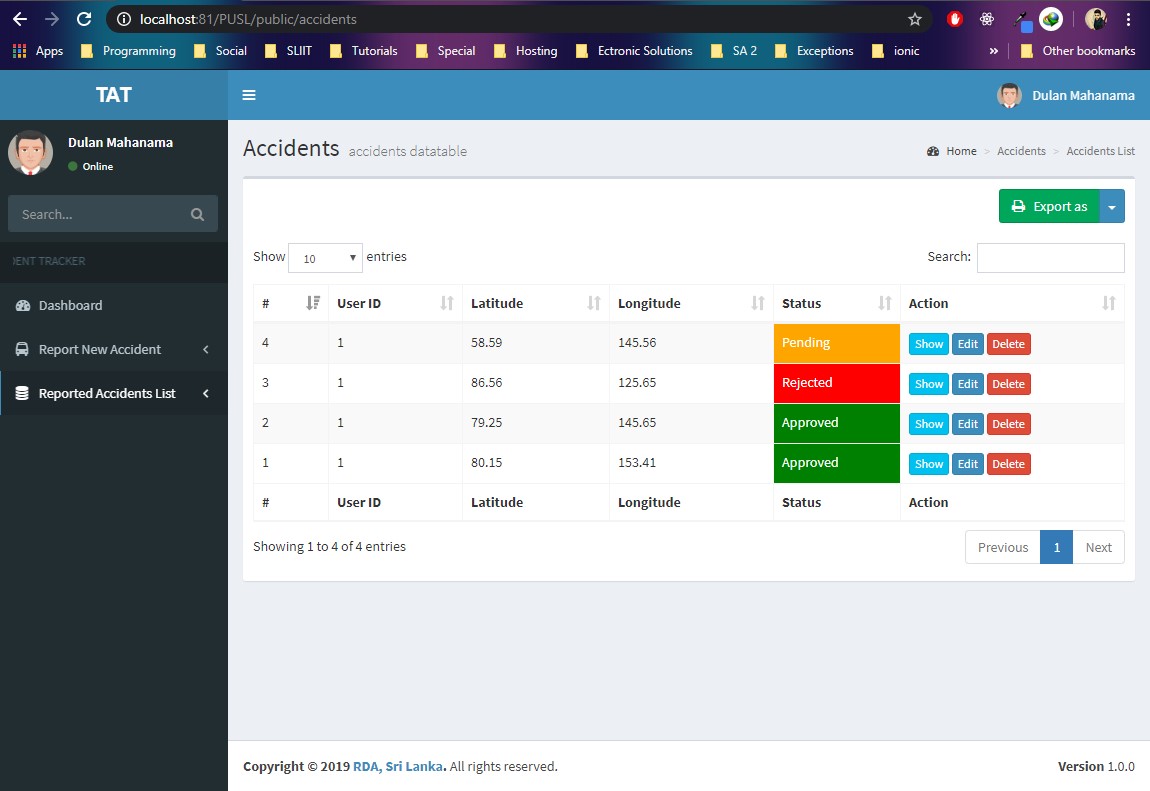 localhost:81/PUSL/public/accidents
Apps Programming Social SLIIT Tutorials Special Hosting Ectronic Solutions SA 2 Exceptions ionic » Other bookmarks
TAT
Dulan Mahanama
Dulan Mahanama
Online
Search...
DENT TRACKER
Dashboard
Report New Accident
Reported Accidents List
Accidents accidents datatable
Home > Accidents > Accidents List
Export as
Show 10 entries
Search:
# User ID Latitude Longitude Status Action
4 1 58.59 145.56 Pending Show Edit Delete
3 1 86.56 125.65 Rejected Show Edit Delete
2 1 79.25 145.65 Approved Show Edit Delete
1 1 80.15 153.41 Approved Show Edit Delete
# User ID Latitude Longitude Status Action
Showing 1 to 4 of 4 entries
Previous 1 Next
Copyright © 2019 RDA, Sri Lanka. All rights reserved.
Version 1.0.0